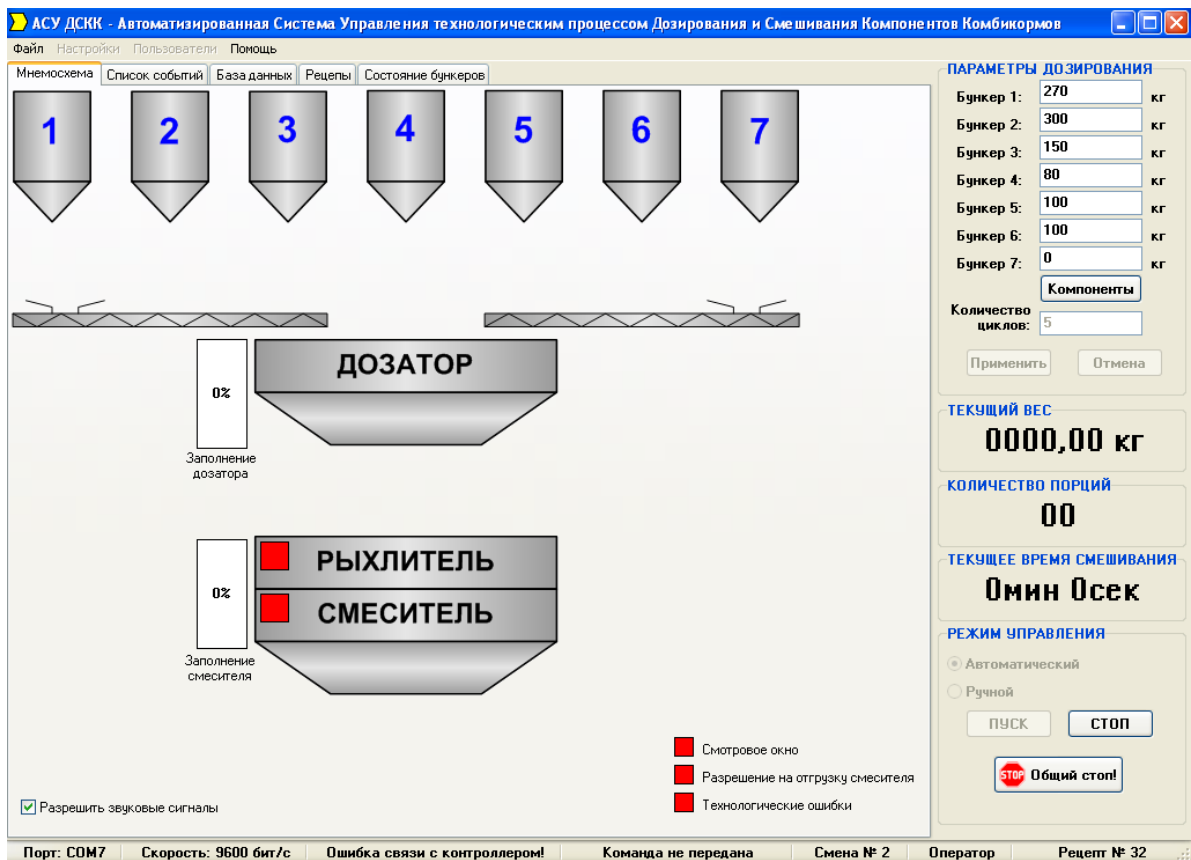 АСУ ДСКК - Автоматизированная Система Управления технологическим процессом Дозирования и Смешивания Компонентов Комбикормов
Файл Настройки Пользователи Помощь
Мнемосхема Список событий База данных Рецепы Состояние бункеров
1 2 3 4 5 6 7
ДОЗАТОР
0%
Заполнение
дозатора
РЫХЛИТЕЛЬ
0%
СМЕСИТЕЛЬ
Заполнение
смесителя
Смотровое окно
Разрешение на отгрузку смесителя
Технологические ошибки
Разрешить звуковые сигналы
ПАРАМЕТРЫ ДОЗИРОВАНИЯ
Бункер 1: 270 кг
Бункер 2: 300 кг
Бункер 3: 150 кг
Бункер 4: 80 кг
Бункер 5: 100 кг
Бункер 6: 100 кг
Бункер 7: 0 кг
Компоненты
Количество
циклов: 5
Применить Отмена
ТЕКУЩИЙ ВЕС
0000,00 кг
КОЛИЧЕСТВО ПОРЦИЙ
00
ТЕКУЩЕЕ ВРЕМЯ СМЕШИВАНИЯ
0мин 0сек
РЕЖИМ УПРАВЛЕНИЯ
Автоматический
Ручной
ПУСК СТОП
STOP Общий стоп!
Порт: COM7 Скорость: 9600 бит/с Ошибка связи с контроллером! Команда не передана Смена № 2 Оператор Рецепт № 32